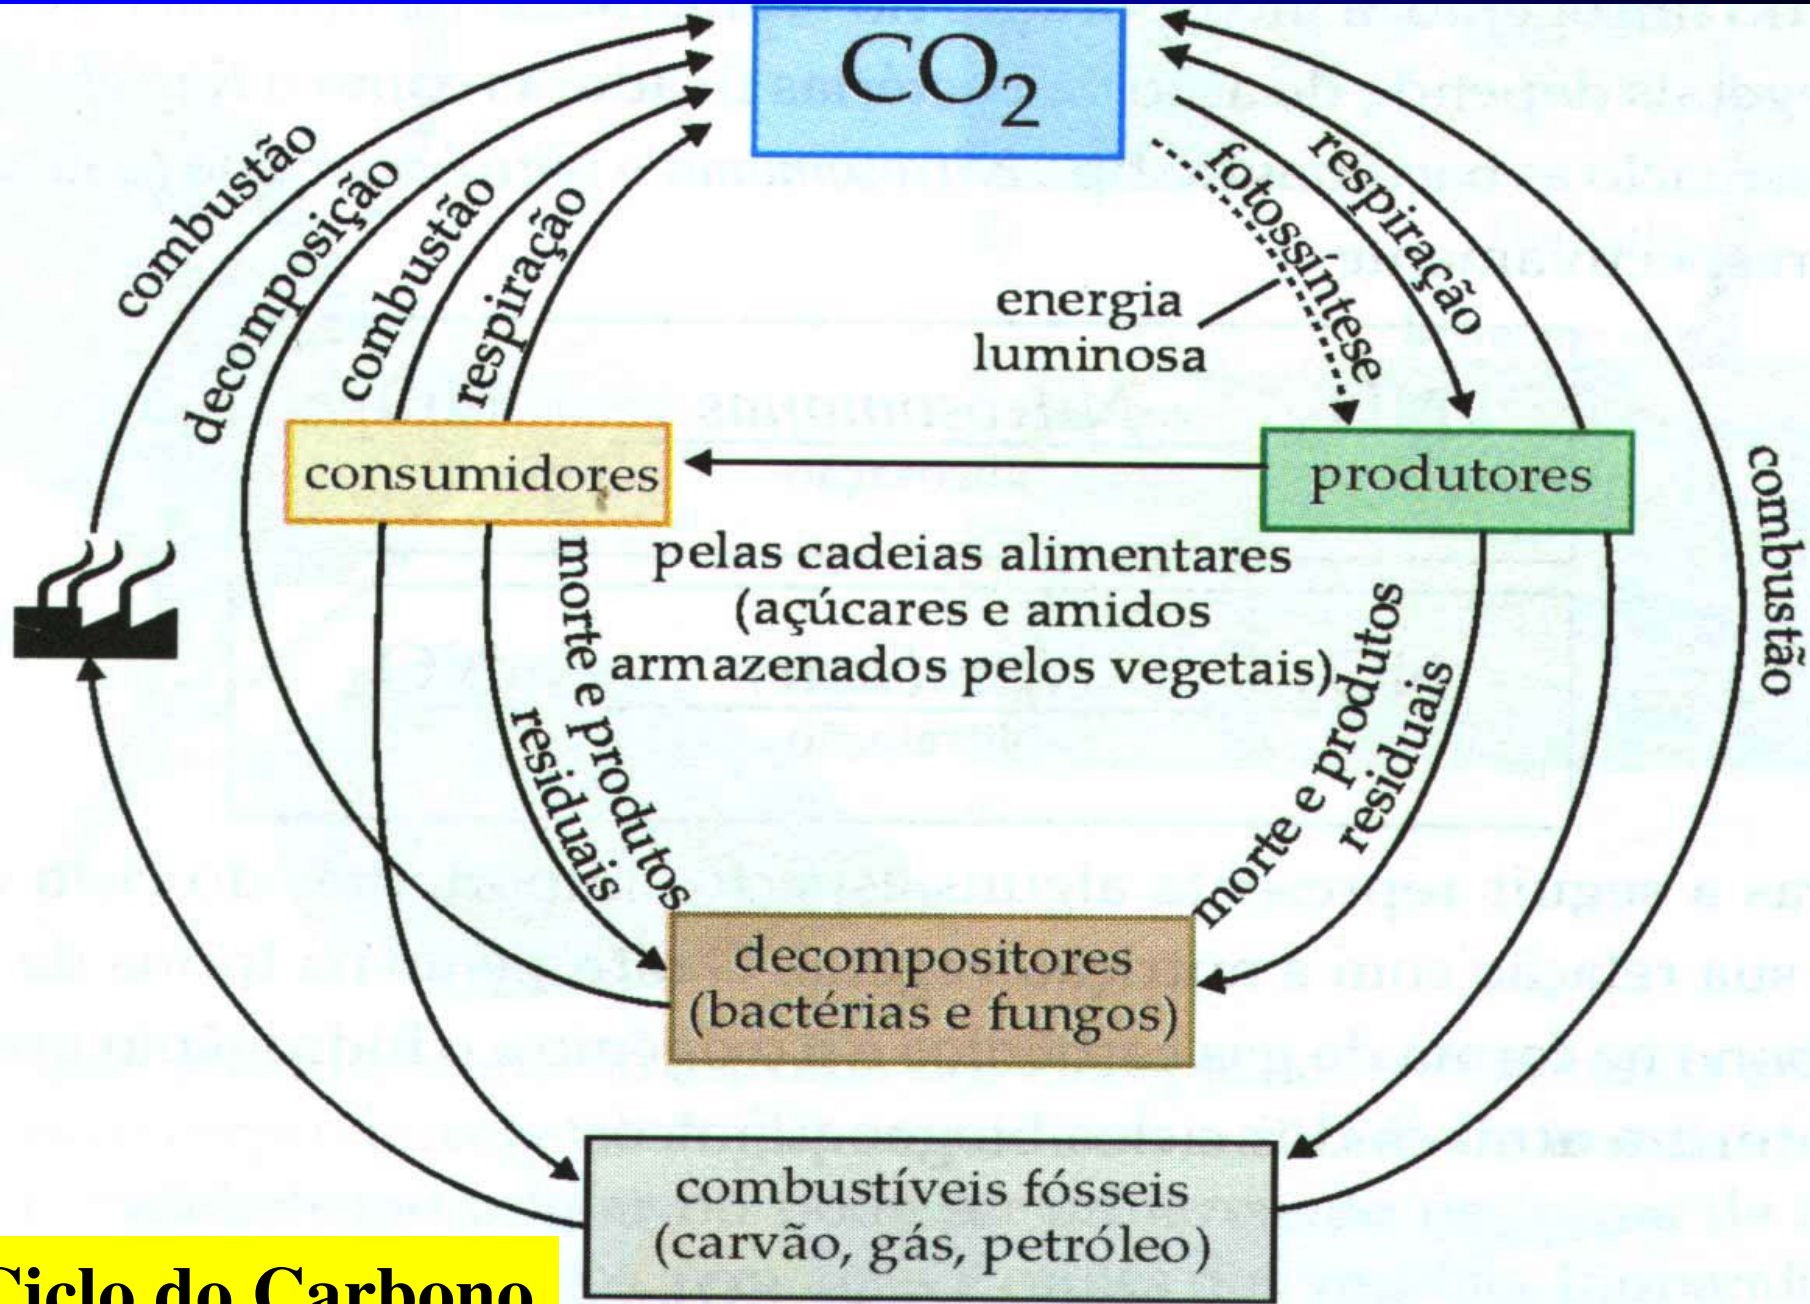 CO₂
combustão
decomposição
combustão
respiração
fotossíntese
respiração
energia
luminosa
combustão
consumidores
produtores
pelas cadeias alimentares
(açúcares e amidos
armazenados pelos vegetais)
morte e produtos
residuais
morte e produtos
residuais
decompositores
(bactérias e fungos)
combustíveis fósseis
(carvão, gás, petróleo)
Ciclo do Carbono